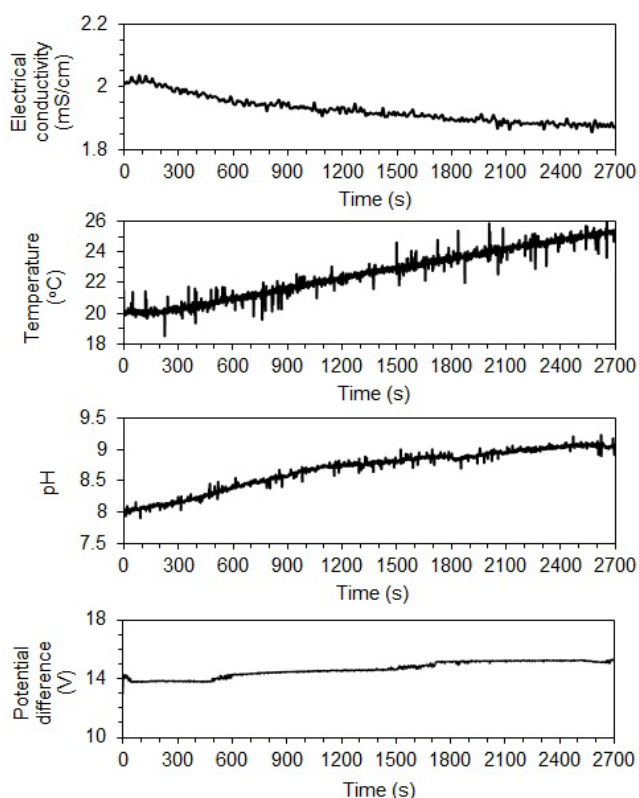 Electrical
conductivity
(mS/cm)
2.2
2
1.8
0 300 600 900 1200 1500 1800 2100 2400 2700
Time (s)
Temperature
(ºC)
26
24
22
20
18
0 300 600 900 1200 1500 1800 2100 2400 2700
Time (s)
pH
9.5
9
8.5
8
7.5
0 300 600 900 1200 1500 1800 2100 2400 2700
Time (s)
Potential
difference
(V)
18
14
10
0 300 600 900 1200 1500 1800 2100 2400 2700
Time (s)